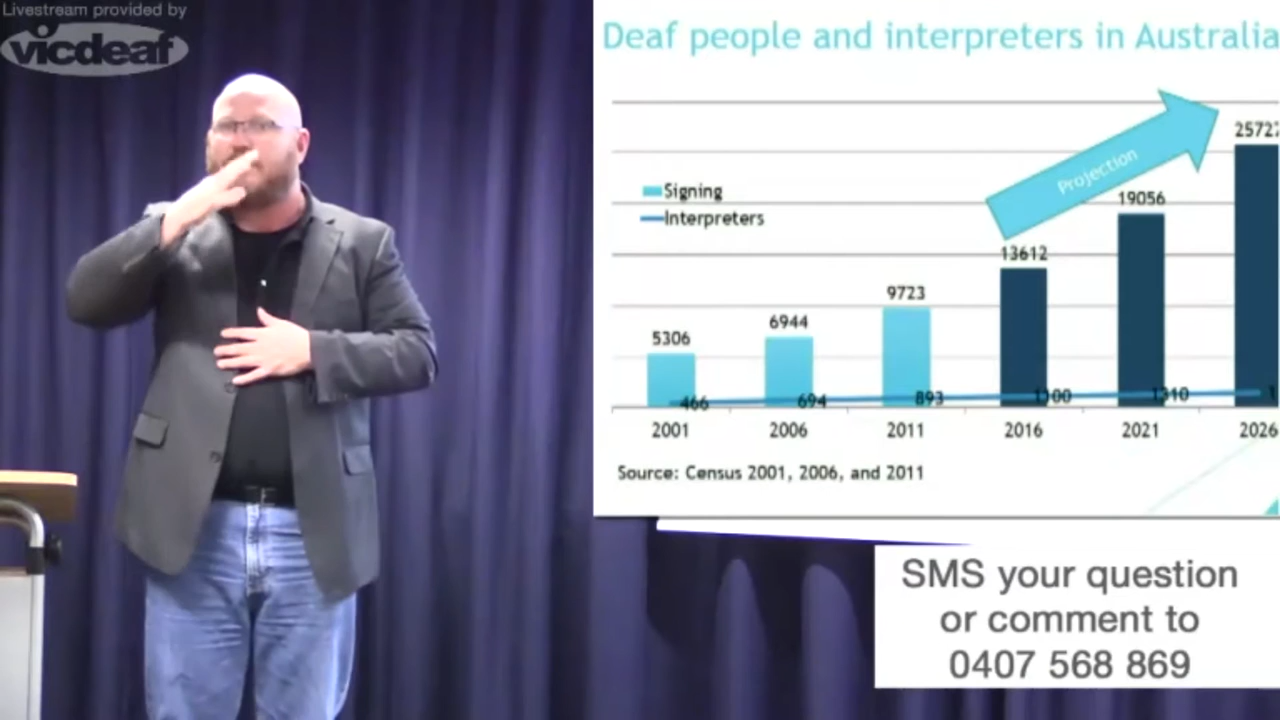 Livestream provided by
vicdeaf
Deaf people and interpreters in Australia
Projection
25727
19056
Signing
Interpreters
13612
9723
6944
5306
466
694
893
1100
1310
2001
2006
2011
2016
2021
2026
Source: Census 2001, 2006, and 2011
SMS your question
or comment to
0407 568 869